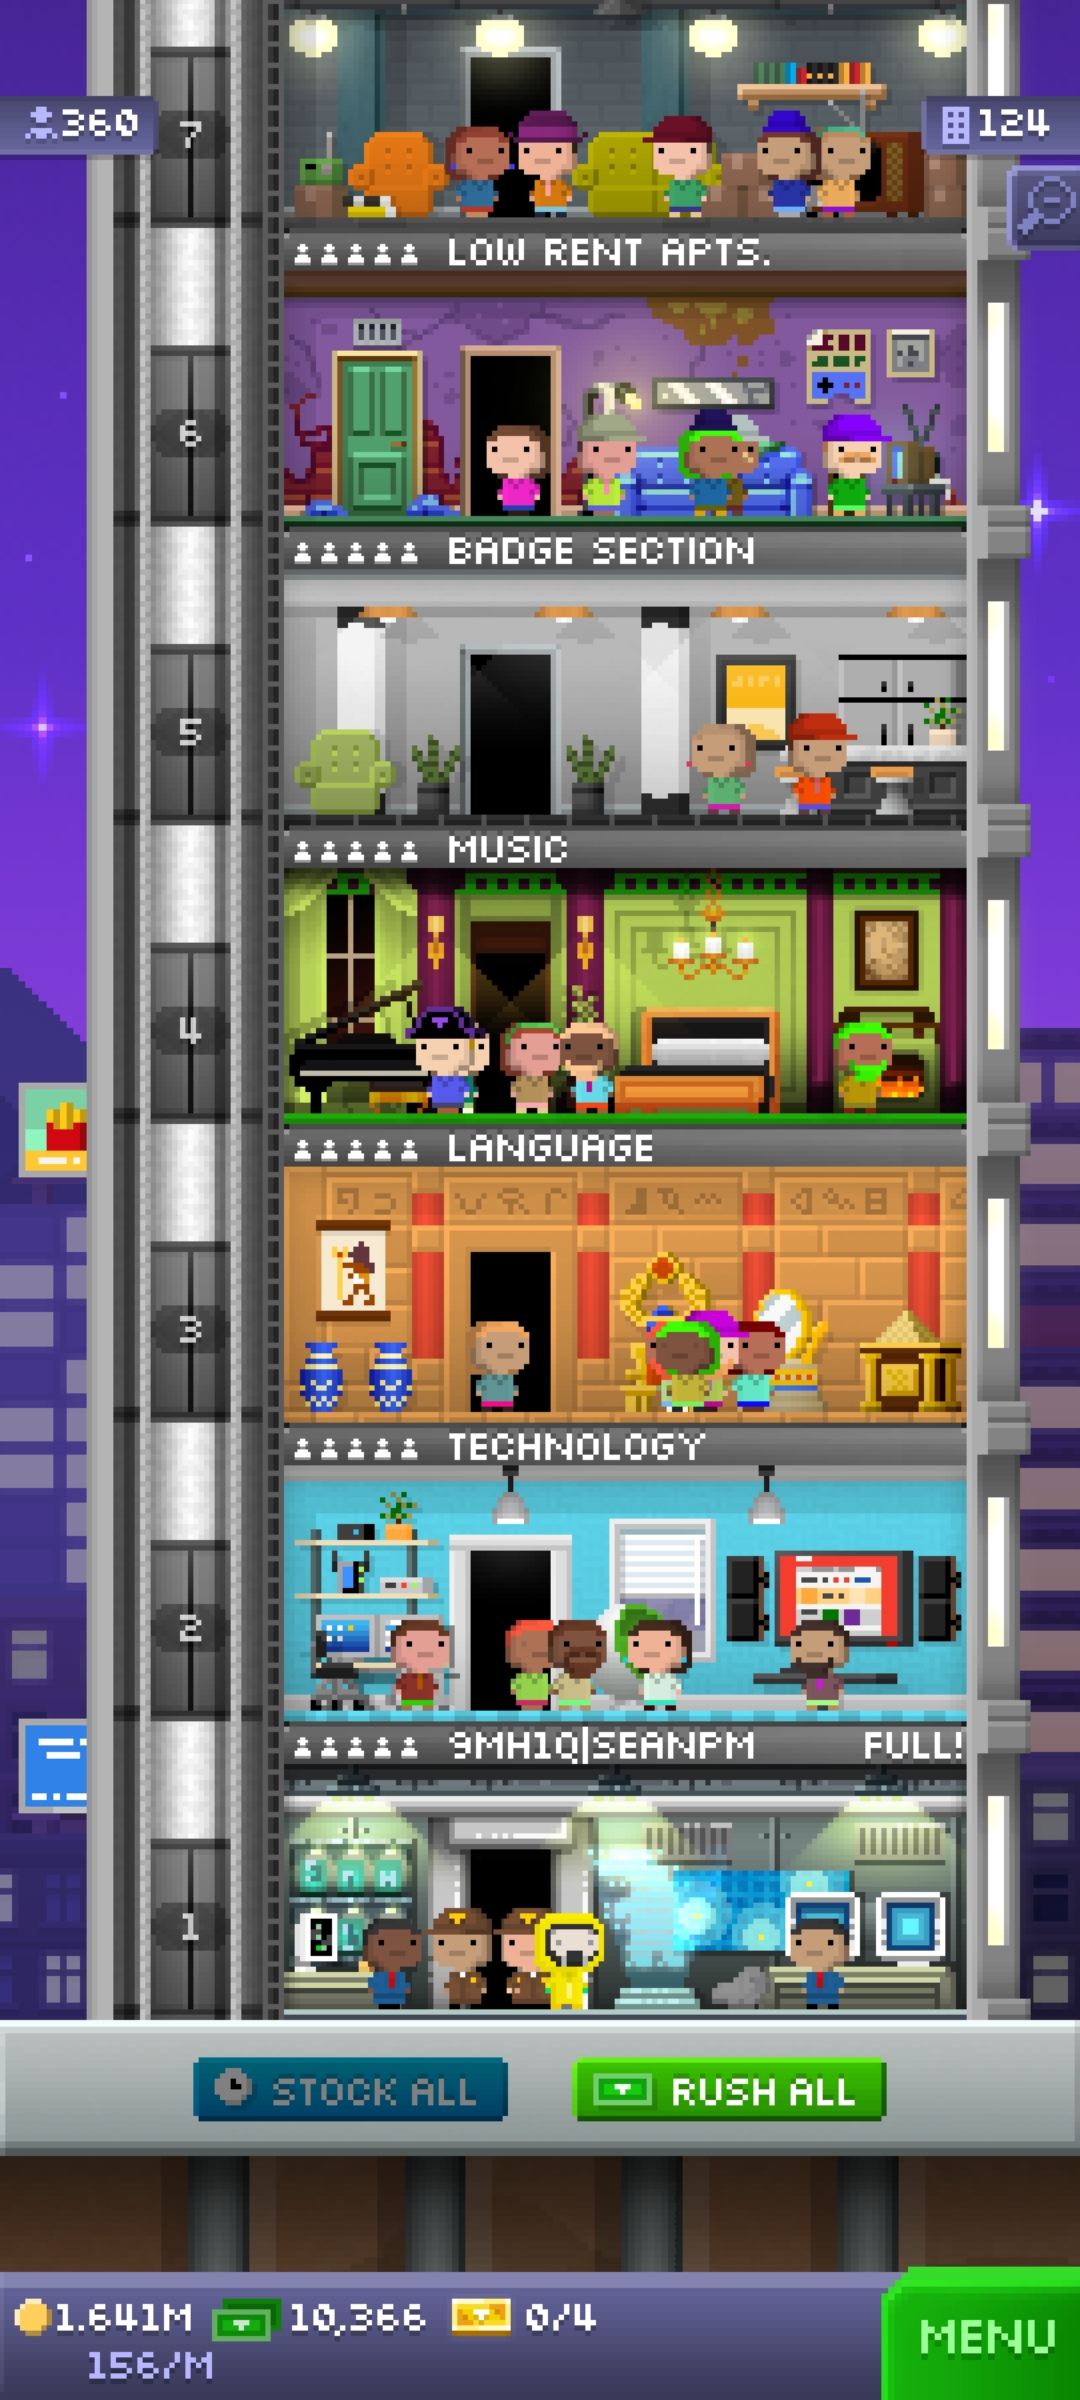 360
124
7
LOW RENT APTS.
6
BADGE SECTION
5
MUSIC
4
LANGUAGE
3
TECHNOLOGY
2
9MH1Q|SEANPM FULL!
1
STOCK ALL
RUSH ALL
1.641M 10,366 0/4
156/M
MENU